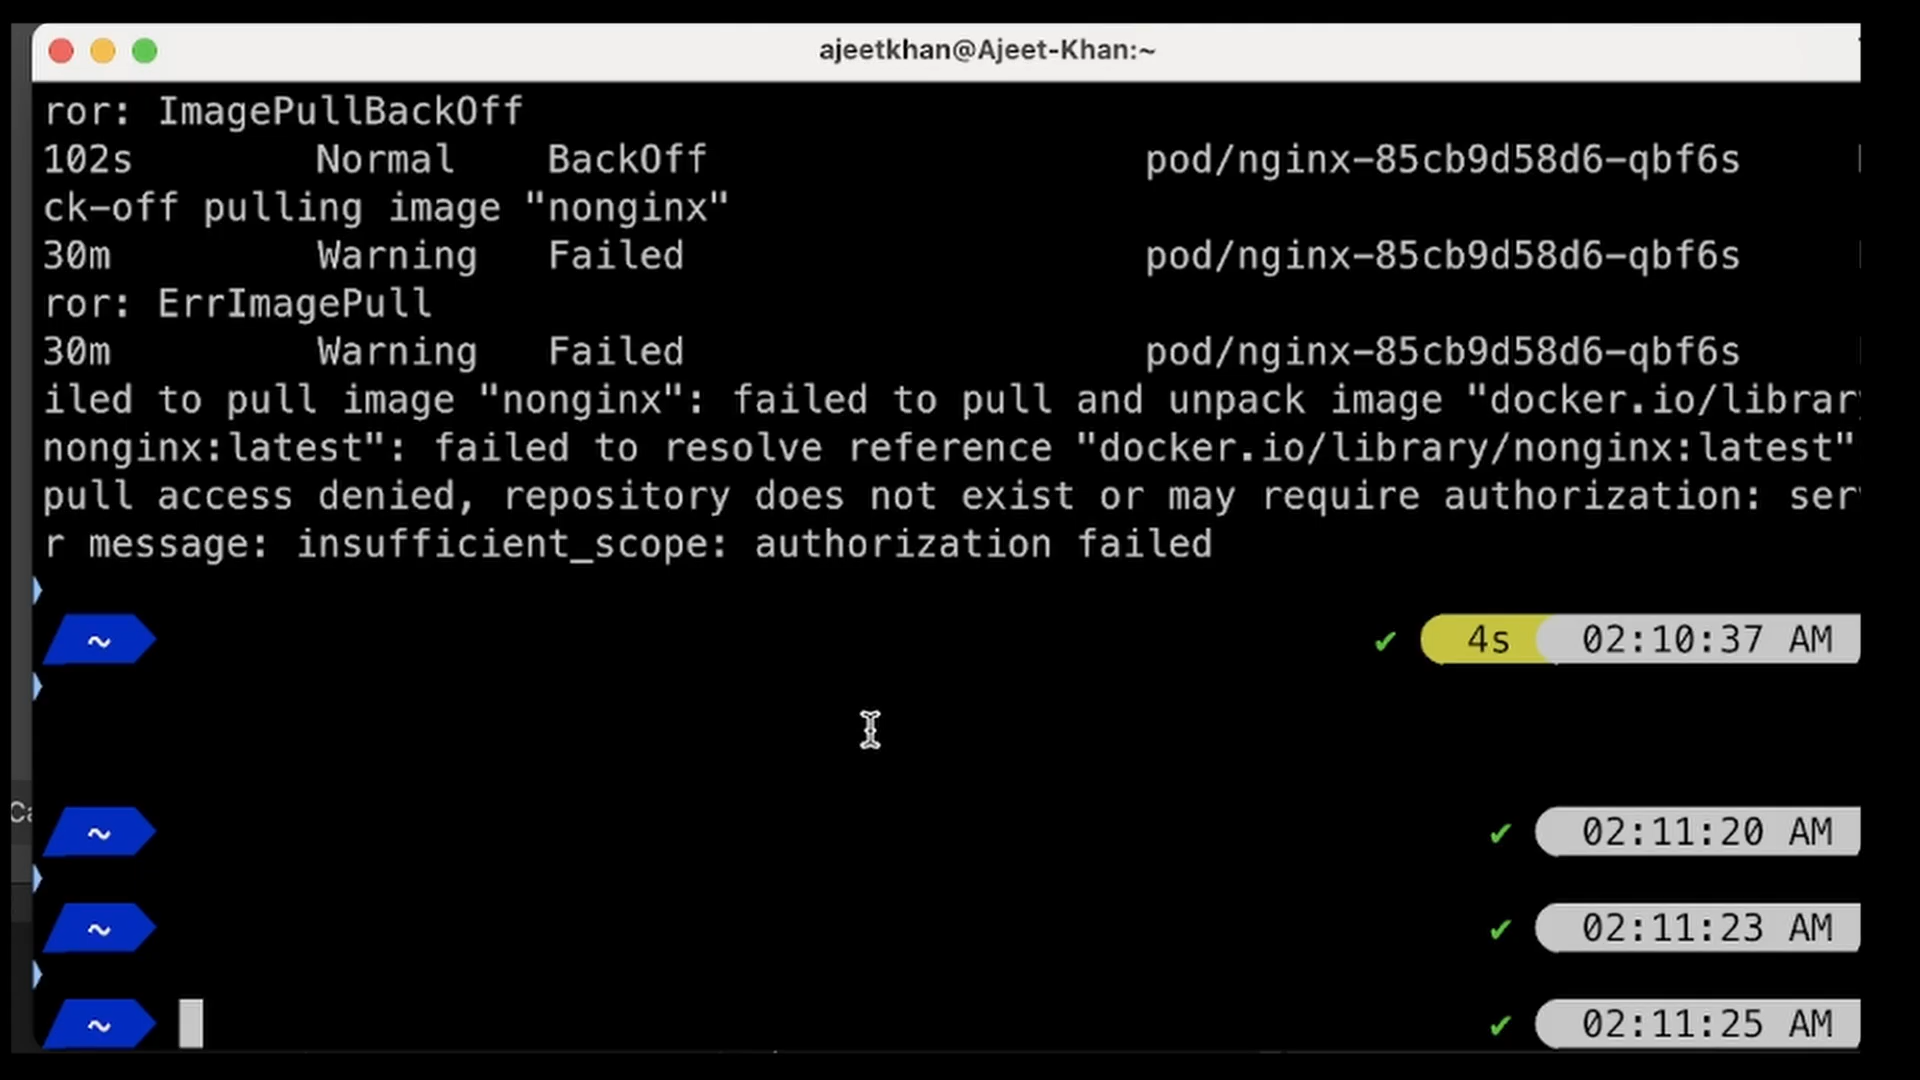 ajeetkhan@Ajeet-Khan:~
ror: ImagePullBackOff
102s Normal BackOff pod/nginx-85cb9d58d6-qbf6s
ck-off pulling image "nonginx"
30m Warning Failed pod/nginx-85cb9d58d6-qbf6s
ror: ErrImagePull
30m Warning Failed pod/nginx-85cb9d58d6-qbf6s
iled to pull image "nonginx": failed to pull and unpack image "docker.io/librar
nonginx:latest": failed to resolve reference "docker.io/library/nonginx:latest"
pull access denied, repository does not exist or may require authorization: ser
r message: insufficient_scope: authorization failed
~ ✔ 4s 02:10:37 AM
Ca
~ ✔ 02:11:20 AM
~ ✔ 02:11:23 AM
~ ✔ 02:11:25 AM